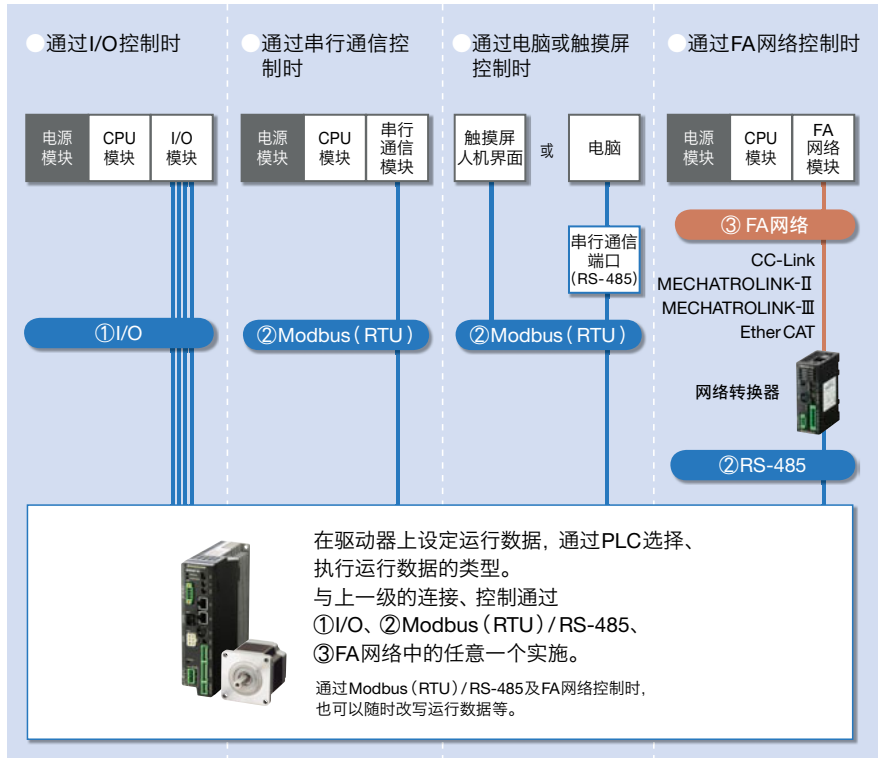 通过I/O控制时
通过串行通信控
制时
通过电脑或触摸屏
控制时
通过FA网络控制时
电源
模块
CPU
模块
I/O
模块
电源
模块
CPU
模块
串行
通信
模块
触摸屏
人机界面
或
电脑
电源
模块
CPU
模块
FA
网络
模块
串行通信
端口
(RS-485)
③ FA网络
CC-Link
MECHATROLINK-Ⅱ
MECHATROLINK-Ⅲ
EtherCAT
①I/O
②Modbus(RTU)
②Modbus(RTU)
网络转换器
②RS-485
在驱动器上设定运行数据, 通过PLC选择、
执行运行数据的类型。
与上一级的连接、控制通过
①I/O、②Modbus(RTU)/RS-485、
③FA网络中的任意一个实施。
通过Modbus(RTU)/RS-485及FA网络控制时,
也可以随时改写运行数据等。